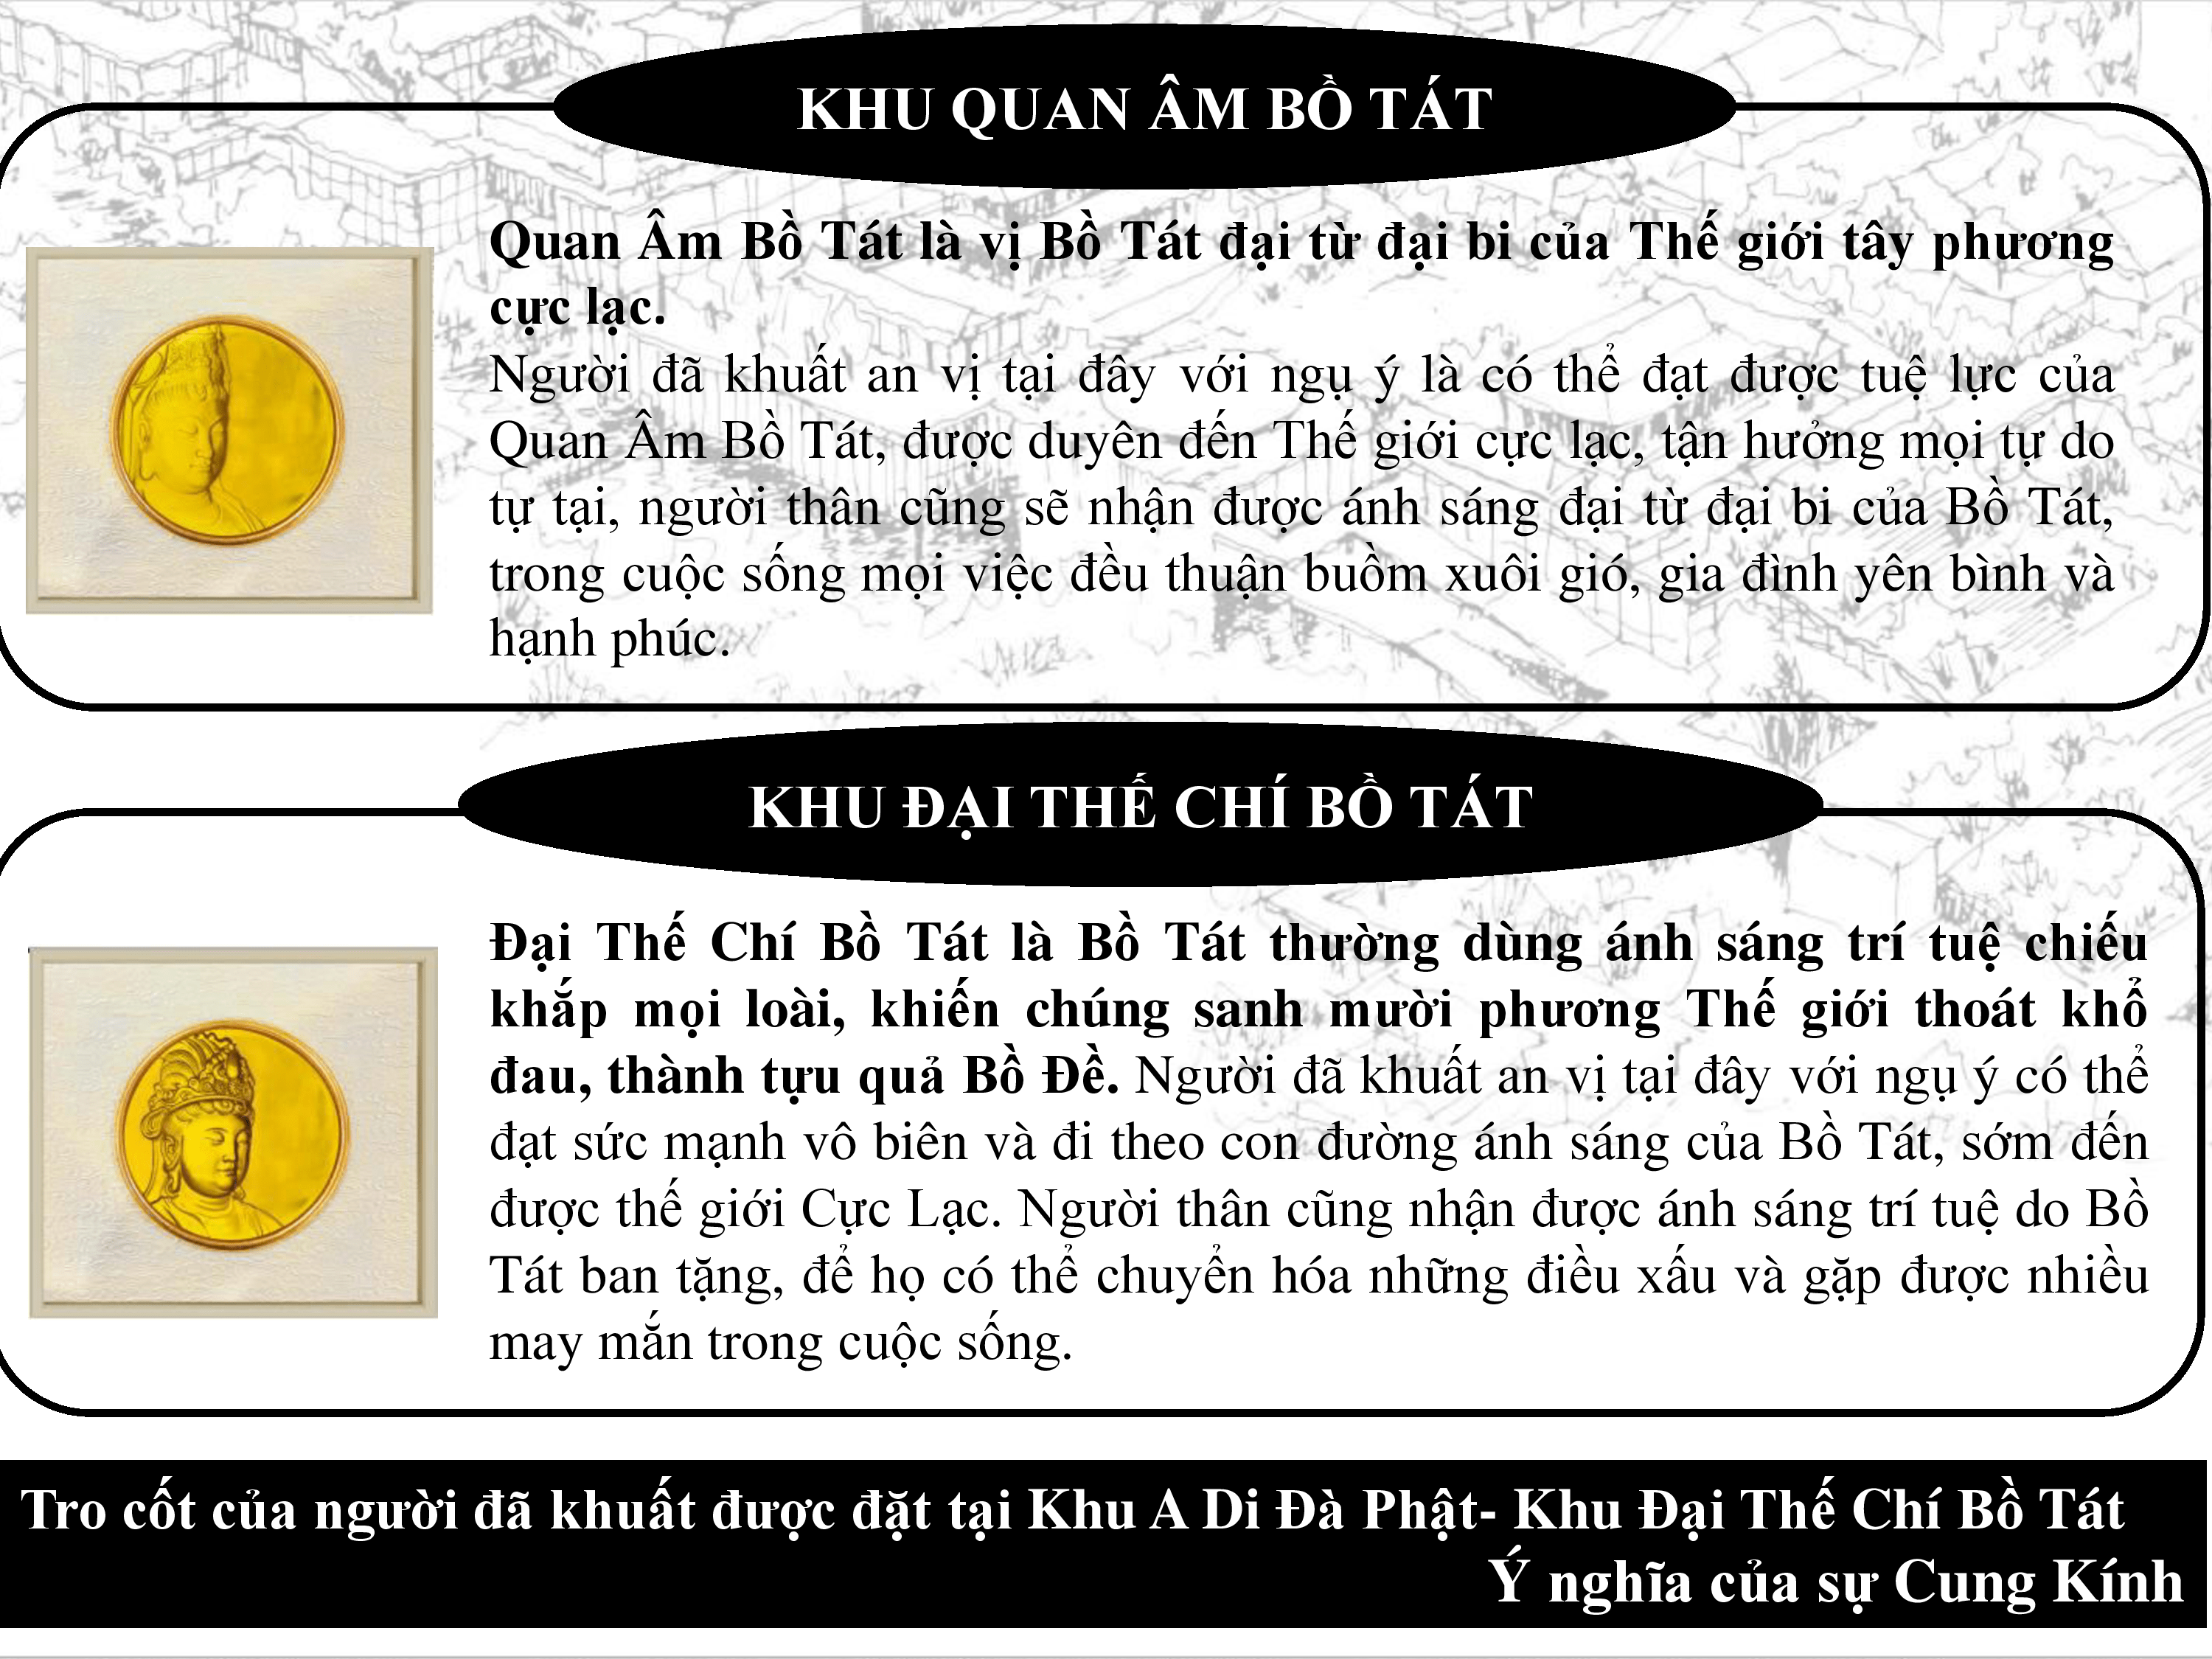 KHU QUAN ÂM BỒ TÁT
Quan Âm Bồ Tát là vị Bồ Tát đại từ đại bi của Thế giới tây phương
cực lạc.
Người đã khuất an vị tại đây với ngụ ý là có thể đạt được tuệ lực của
Quan Âm Bồ Tát, được duyên đến Thế giới cực lạc, tận hưởng mọi tự do
tự tại, người thân cũng sẽ nhận được ánh sáng đại từ đại bi của Bồ Tát,
trong cuộc sống mọi việc đều thuận buồm xuôi gió, gia đình yên bình và
hạnh phúc.
KHU ĐẠI THẾ CHÍ BỒ TÁT
Đại Thế Chí Bồ Tát là Bồ Tát thường dùng ánh sáng trí tuệ chiếu
khắp mọi loài, khiến chúng sanh mười phương Thế giới thoát khổ
đau, thành tựu quả Bồ Đề. Người đã khuất an vị tại đây với ngụ ý có thể
đạt sức mạnh vô biên và đi theo con đường ánh sáng của Bồ Tát, sớm đến
được thế giới Cực Lạc. Người thân cũng nhận được ánh sáng trí tuệ do Bồ
Tát ban tặng, để họ có thể chuyển hóa những điều xấu và gặp được nhiều
may mắn trong cuộc sống.
Tro cốt của người đã khuất được đặt tại Khu A Di Đà Phật- Khu Đại Thế Chí Bồ Tát
Ý nghĩa của sự Cung Kính